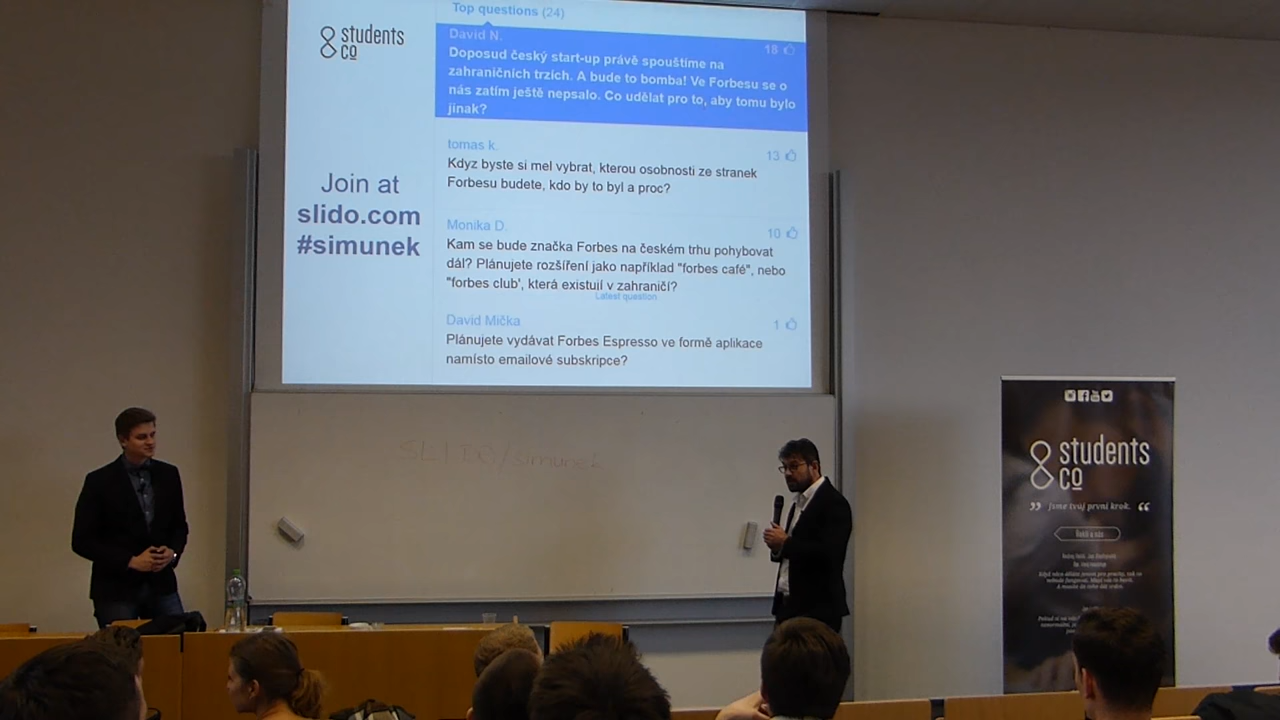 students
co
Join at
slido.com
#simunek
Top questions (24)
David N.
18
Doposud český start-up právě spouštíme na
zahraničních trzích. A bude to bomba! Ve Forbesu se o
nás zatím ještě nepsalo. Co udělat pro to, aby tomu bylo
jinak?
tomas k.
13
Kdyz byste si mel vybrat, kterou osobnosti ze stranek
Forbesu budete, kdo by to byl a proc?
Monika D.
10
Kam se bude značka Forbes na českém trhu pohybovat
dál? Plánujete rozšíření jako například "forbes café", nebo
"forbes club', která existují v zahraničí?
Latest question
David Mička
1
Plánujete vydávat Forbes Espresso ve formě aplikace
namísto emailové subskripce?
/simunek
students
co
jsme tvůj první krok.